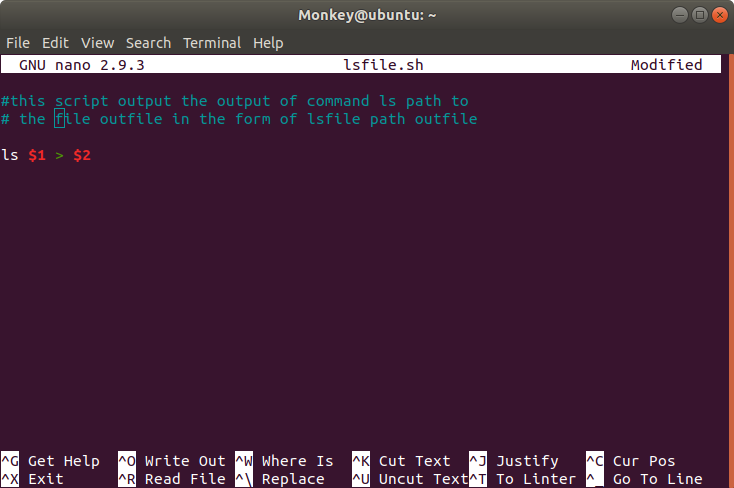 Monkey@ubuntu: ~
File Edit View Search Terminal Help
GNU nano 2.9.3 lsfile.sh Modified
#this script output the output of command ls path to
# the file outfile in the form of lsfile path outfile
ls $1 > $2
^G Get Help ^O Write Out ^W Where Is ^K Cut Text ^J Justify ^C Cur Pos
^X Exit ^R Read File ^\ Replace ^U Uncut Text^T To Linter ^_ Go To Line